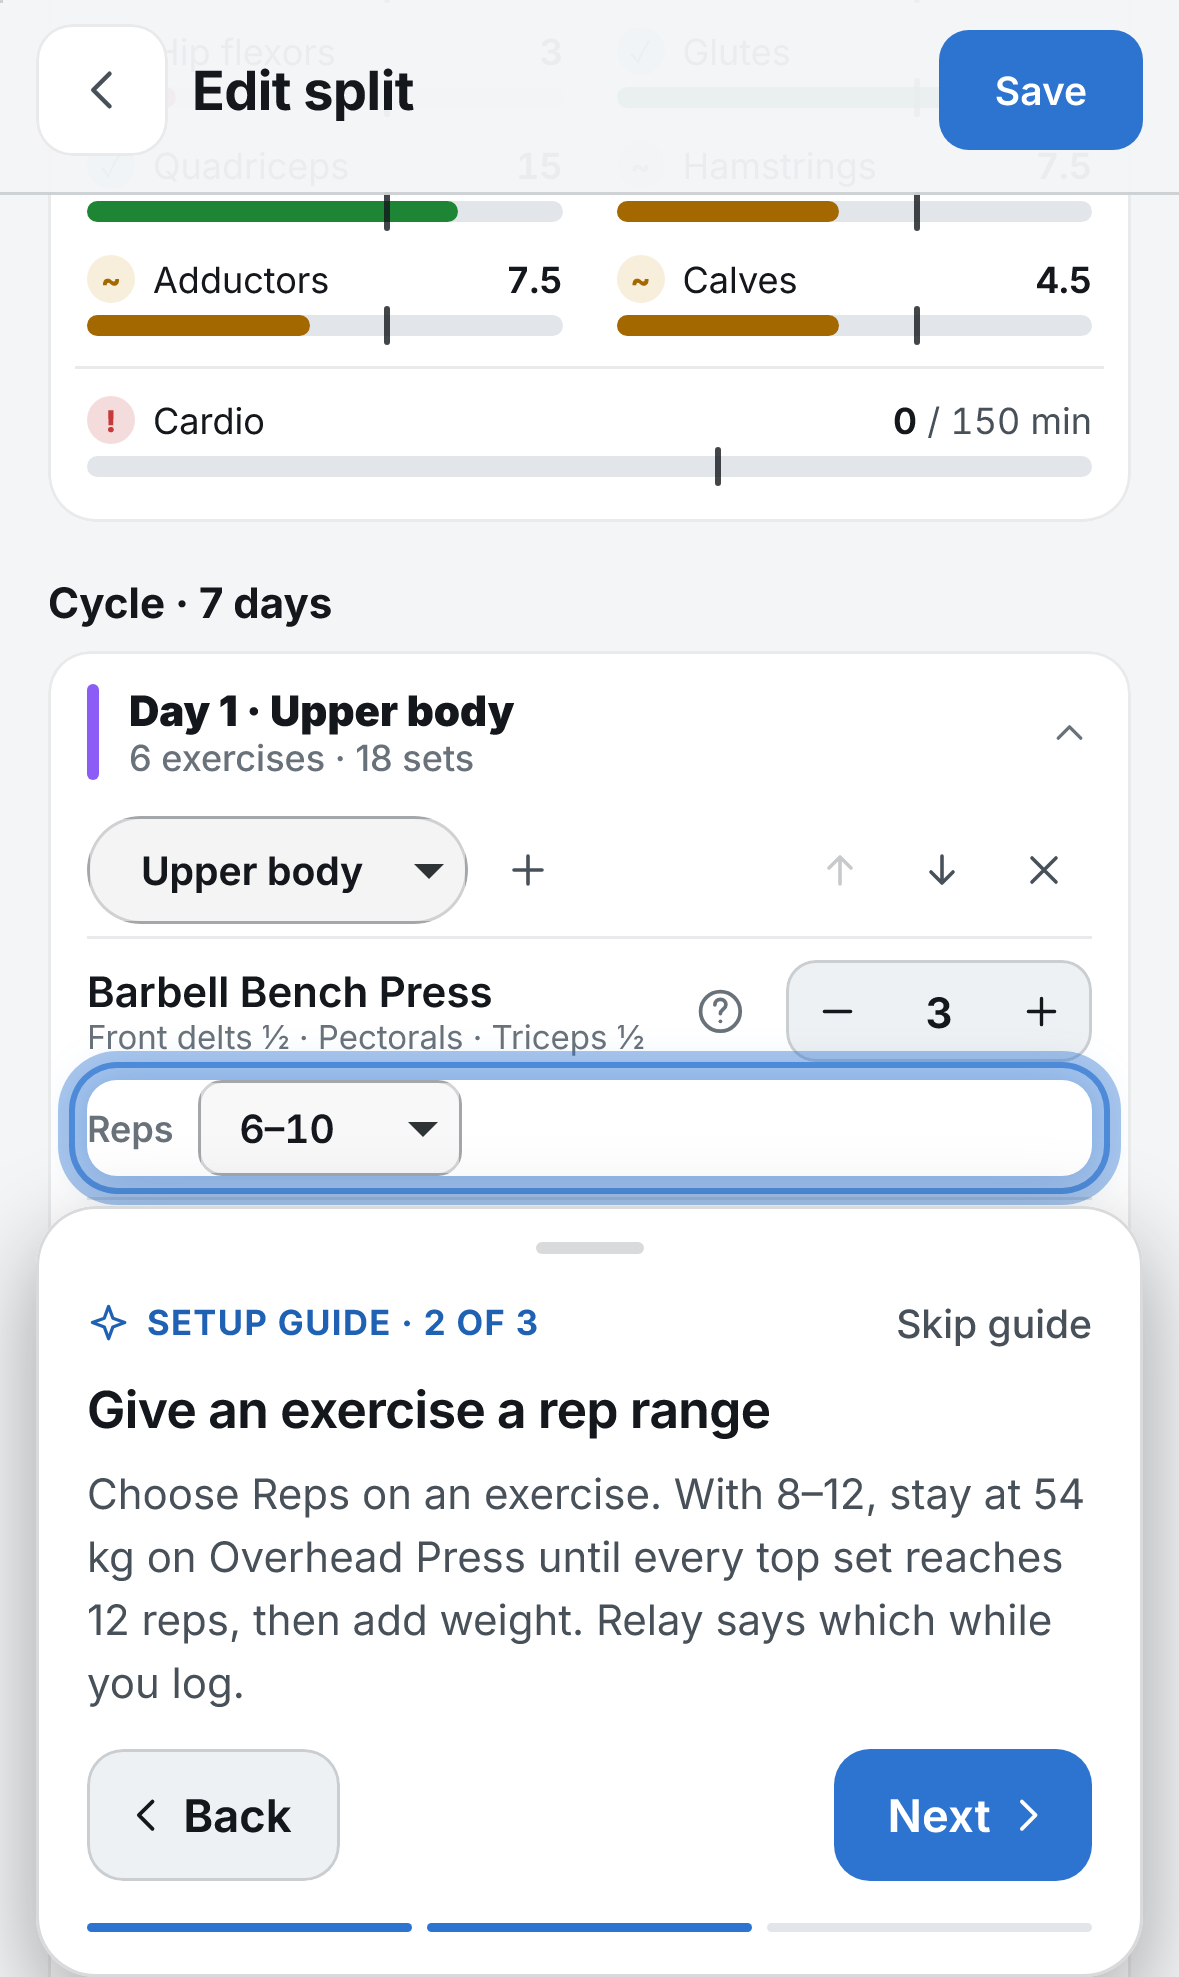 Hip flexors 3 Glutes
Edit split
Save
Quadriceps 15 ~ Hamstrings 7.5
~ Adductors 7.5 ~ Calves 4.5
! Cardio 0 / 150 min
Cycle · 7 days
Day 1 · Upper body
6 exercises · 18 sets
Upper body
Barbell Bench Press
Front delts ½ · Pectorals · Triceps ½
3
Reps 6–10
SETUP GUIDE · 2 OF 3
Skip guide
Give an exercise a rep range
Choose Reps on an exercise. With 8–12, stay at 54
kg on Overhead Press until every top set reaches
12 reps, then add weight. Relay says which while
you log.
Back
Next